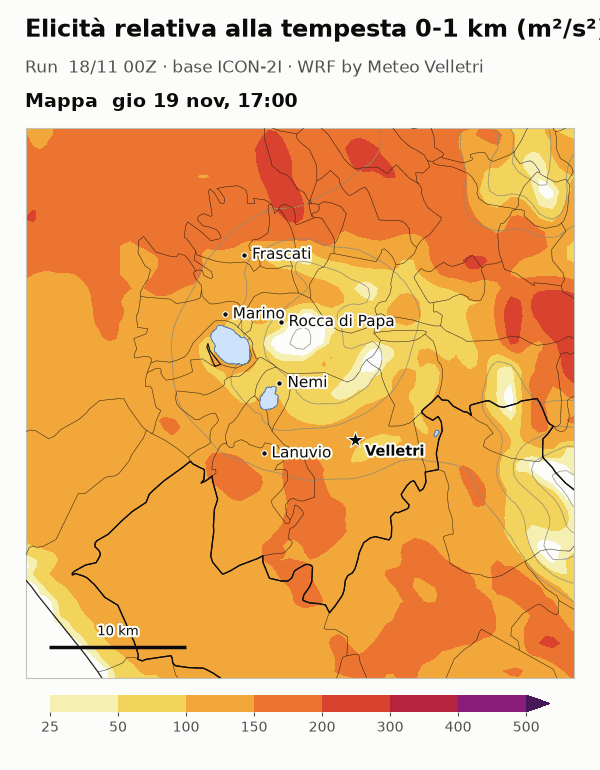 Elicità relativa alla tempesta 0-1 km (m²/s²)
Run  18/11 00Z · base ICON-2I · WRF by Meteo Velletri
Mappa  gio 19 nov, 17:00
Frascati
Marino
Rocca di Papa
Nemi
Velletri
Lanuvio
10 km
25 50 100 150 200 300 400 500